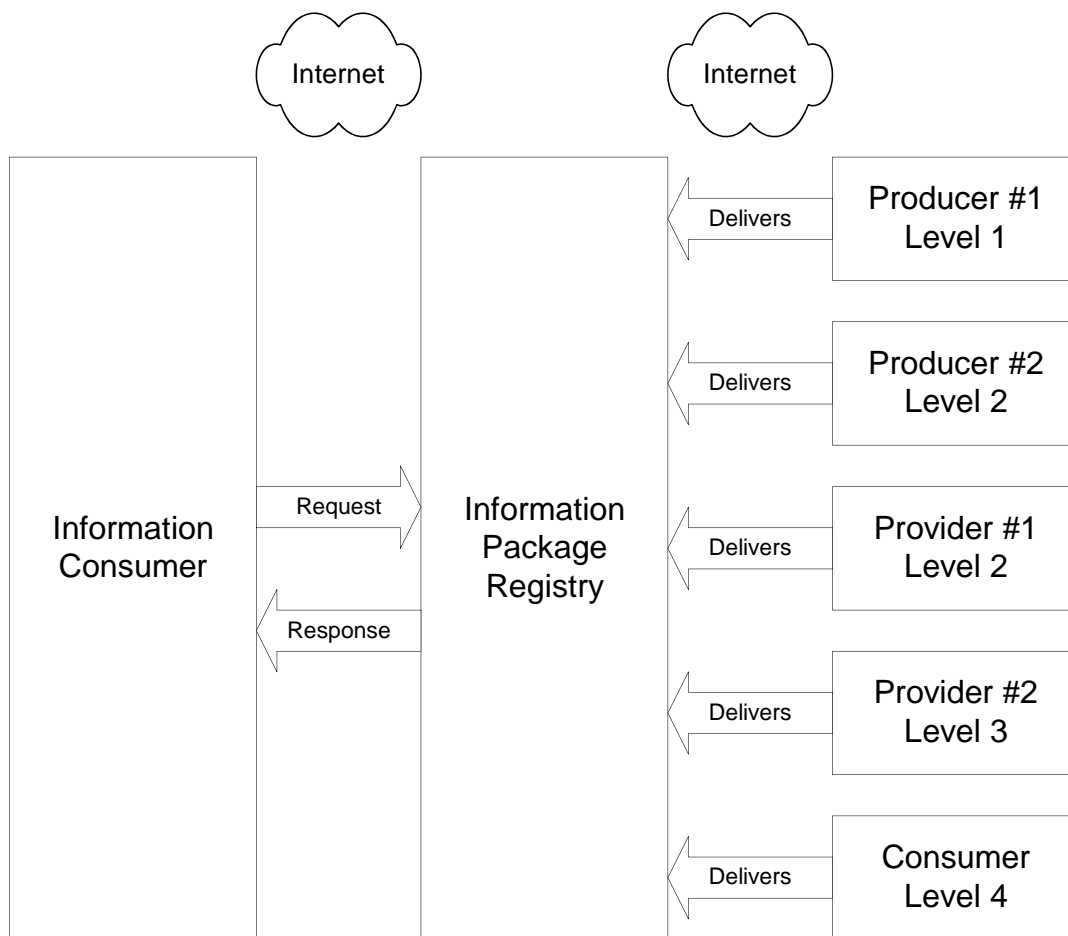 Internet
Internet
Information
Consumer
Request
Response
Information
Package
Registry
Delivers
Producer #1
Level 1
Delivers
Producer #2
Level 2
Delivers
Provider #1
Level 2
Delivers
Provider #2
Level 3
Delivers
Consumer
Level 4